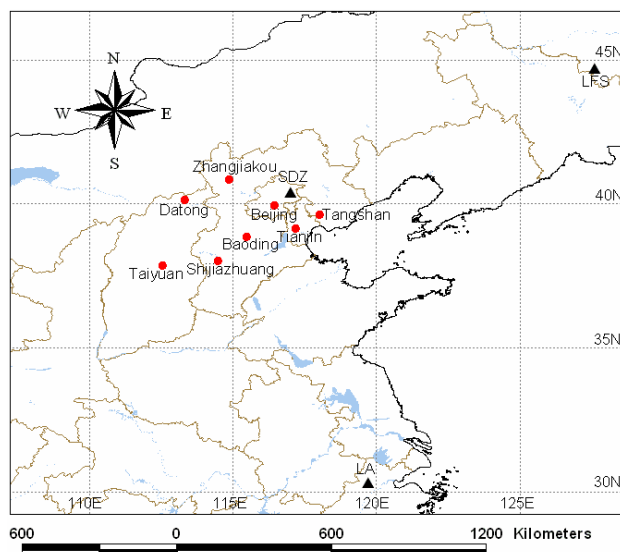 45N
N
LFS
W E
S
Zhangjiakou
SDZ
40N
Datong
Beijing
Tangshan
Tianjin
Baoding
Taiyuan
Shijiazhuang
35N
LA
30N
110E 115E 120E 125E
600 0 600 1200 Kilometers